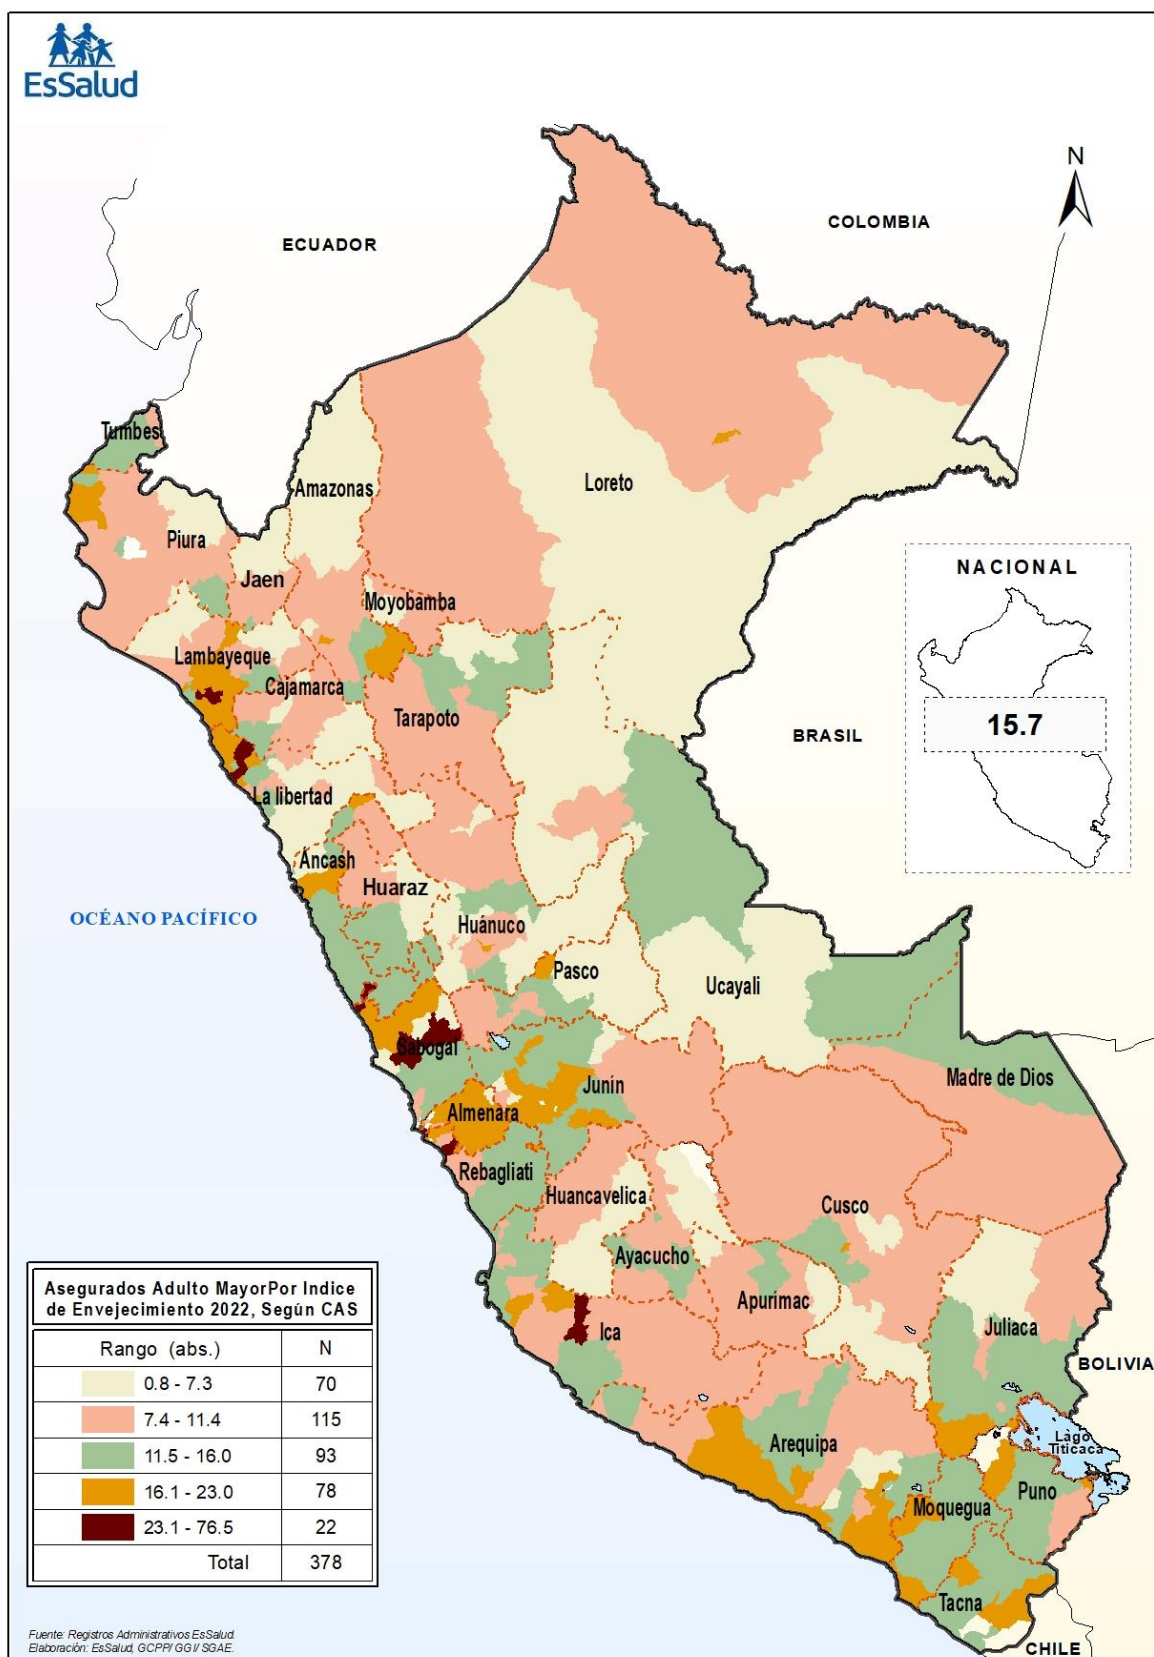 EsSalud
N
COLOMBIA
ECUADOR
Tumbes
Loreto
Amazonas
Piura
NACIONAL
Jaen
Moyobamba
Lambayeque
Cajamarca
Tarapoto
15.7
BRASIL
La libertad
Ancash
Huaraz
OCÉANO PACÍFICO
Huánuco
Pasco
Ucayali
Sabogal
Madre de Dios
Junín
Almenara
Rebagliati
Huancavelica
Cusco
Ayacucho
Apurímac
Ica
Juliaca
BOLIVIA
Lago
Titicaca
Arequipa
Puno
Moquegua
Tacna
CHILE
Asegurados Adulto MayorPor Indice
de Envejecimiento 2022, Según CAS
Rango (abs.) N
0.8 - 7.3 70
7.4 - 11.4 115
11.5 - 16.0 93
16.1 - 23.0 78
23.1 - 76.5 22
Total 378
Fuente: Registros Administrativos EsSalud.
Elaboración: EsSalud, GCPP/ GGI/ SGAE.